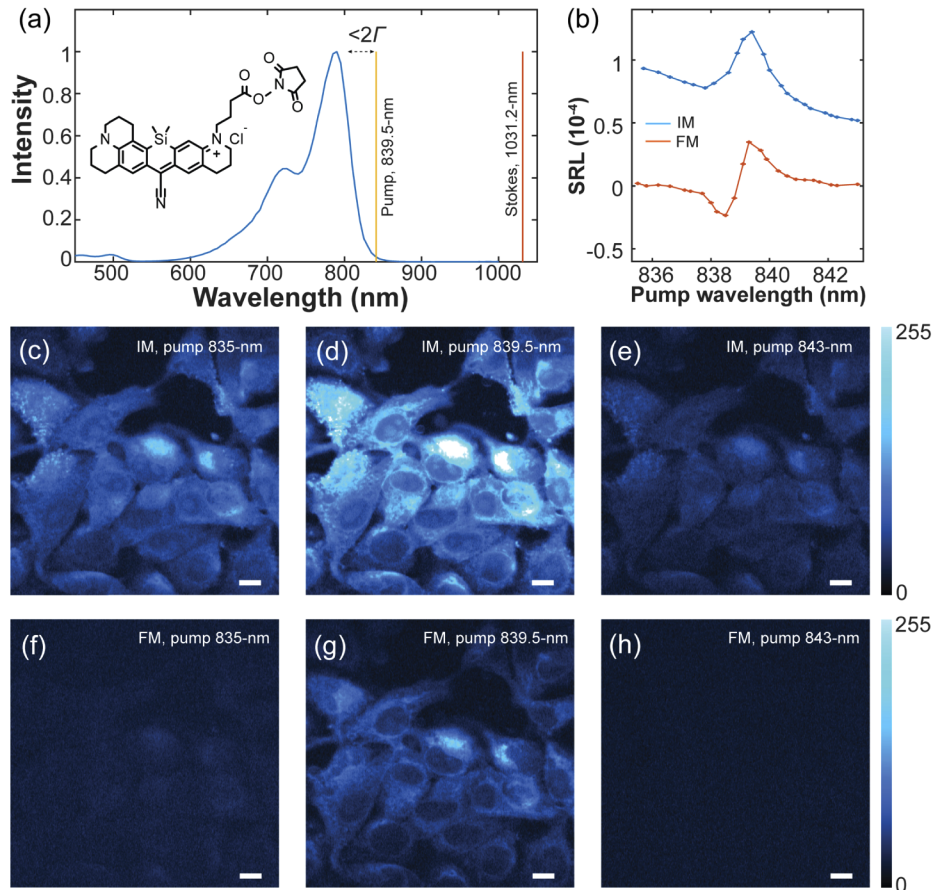 (a)
<2Γ
Intensity
1
0.8
0.6
0.4
0.2
0
500
600
700
800
900
1000
Wavelength (nm)
Pump, 839.5-nm
Stokes, 1031.2-nm
O
O
N
O
O
Si
N
N
+
Cl-
N
(b)
SRL (10-4)
1
0.5
0
-0.5
IM
FM
836
838
840
842
Pump wavelength (nm)
(c)
IM, pump 835-nm
(d)
IM, pump 839.5-nm
(e)
IM, pump 843-nm
255
0
(f)
FM, pump 835-nm
(g)
FM, pump 839.5-nm
(h)
FM, pump 843-nm
255
0